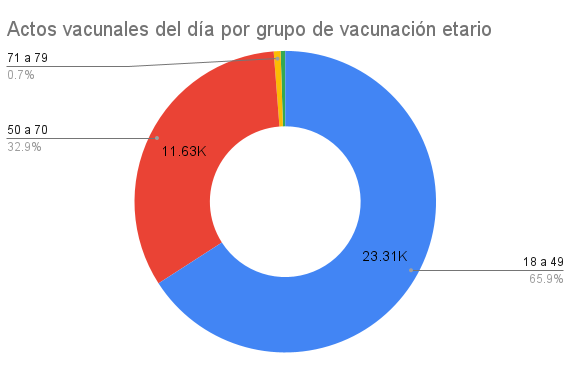 Actos vacunales del día por grupo de vacunación etario
71 a 79
0.7%
50 a 70
32.9%
11.63K
23.31K
18 a 49
65.9%